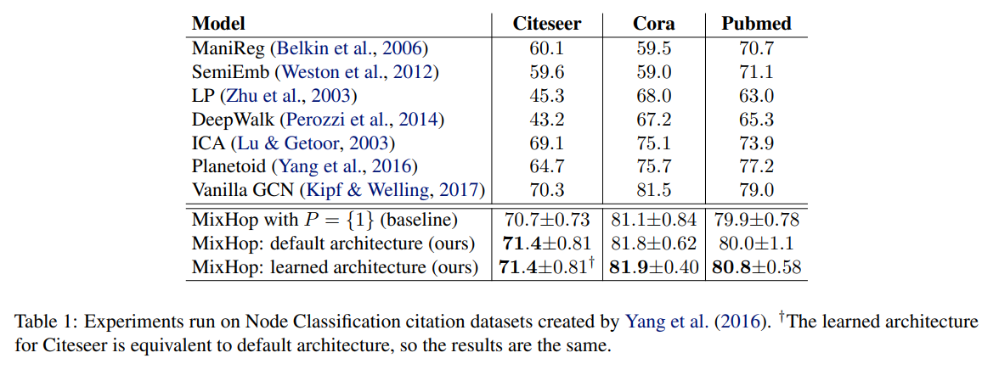 Model Citeseer Cora Pubmed
ManiReg (Belkin et al., 2006) 60.1 59.5 70.7
SemiEmb (Weston et al., 2012) 59.6 59.0 71.1
LP (Zhu et al., 2003) 45.3 68.0 63.0
DeepWalk (Perozzi et al., 2014) 43.2 67.2 65.3
ICA (Lu & Getoor, 2003) 69.1 75.1 73.9
Planetoid (Yang et al., 2016) 64.7 75.7 77.2
Vanilla GCN (Kipf & Welling, 2017) 70.3 81.5 79.0
MixHop with P = {1} (baseline) 70.7±0.73 81.1±0.84 79.9±0.78
MixHop: default architecture (ours) 71.4±0.81 81.8±0.62 80.0±1.1
MixHop: learned architecture (ours) 71.4±0.81† 81.9±0.40 80.8±0.58
Table 1: Experiments run on Node Classification citation datasets created by Yang et al. (2016). †The learned architecture
for Citeseer is equivalent to default architecture, so the results are the same.